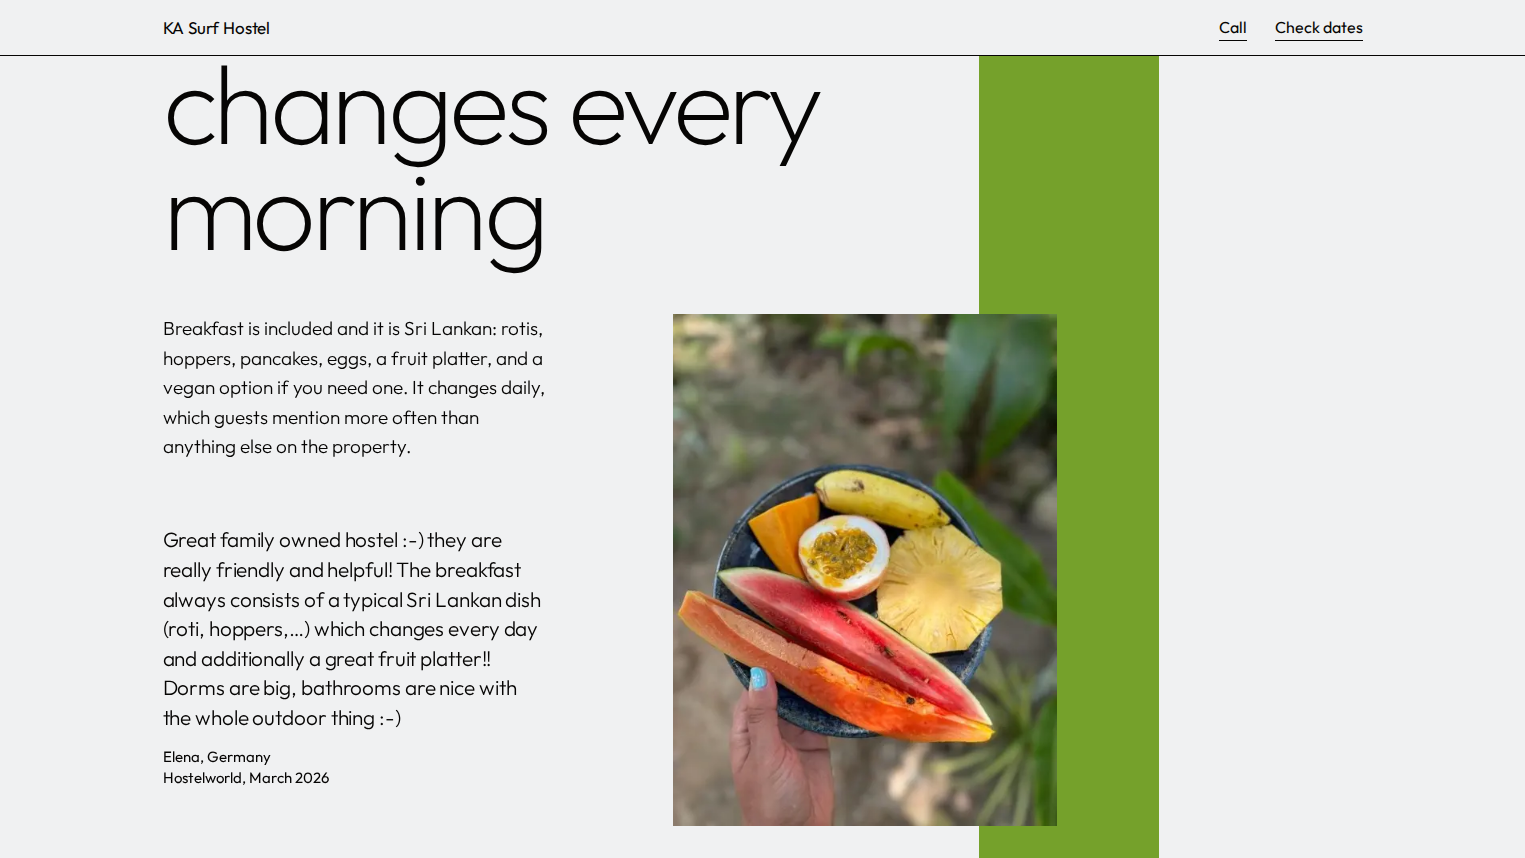 KA Surf Hostel
Call
Check dates
changes every
morning
Breakfast is included and it is Sri Lankan: rotis,
hoppers, pancakes, eggs, a fruit platter, and a
vegan option if you need one. It changes daily,
which guests mention more often than
anything else on the property.
Great family owned hostel :-) they are
really friendly and helpful! The breakfast
always consists of a typical Sri Lankan dish
(roti, hoppers,...) which changes every day
and additionally a great fruit platter!!
Dorms are big, bathrooms are nice with
the whole outdoor thing :-)
Elena, Germany
Hostelworld, March 2026